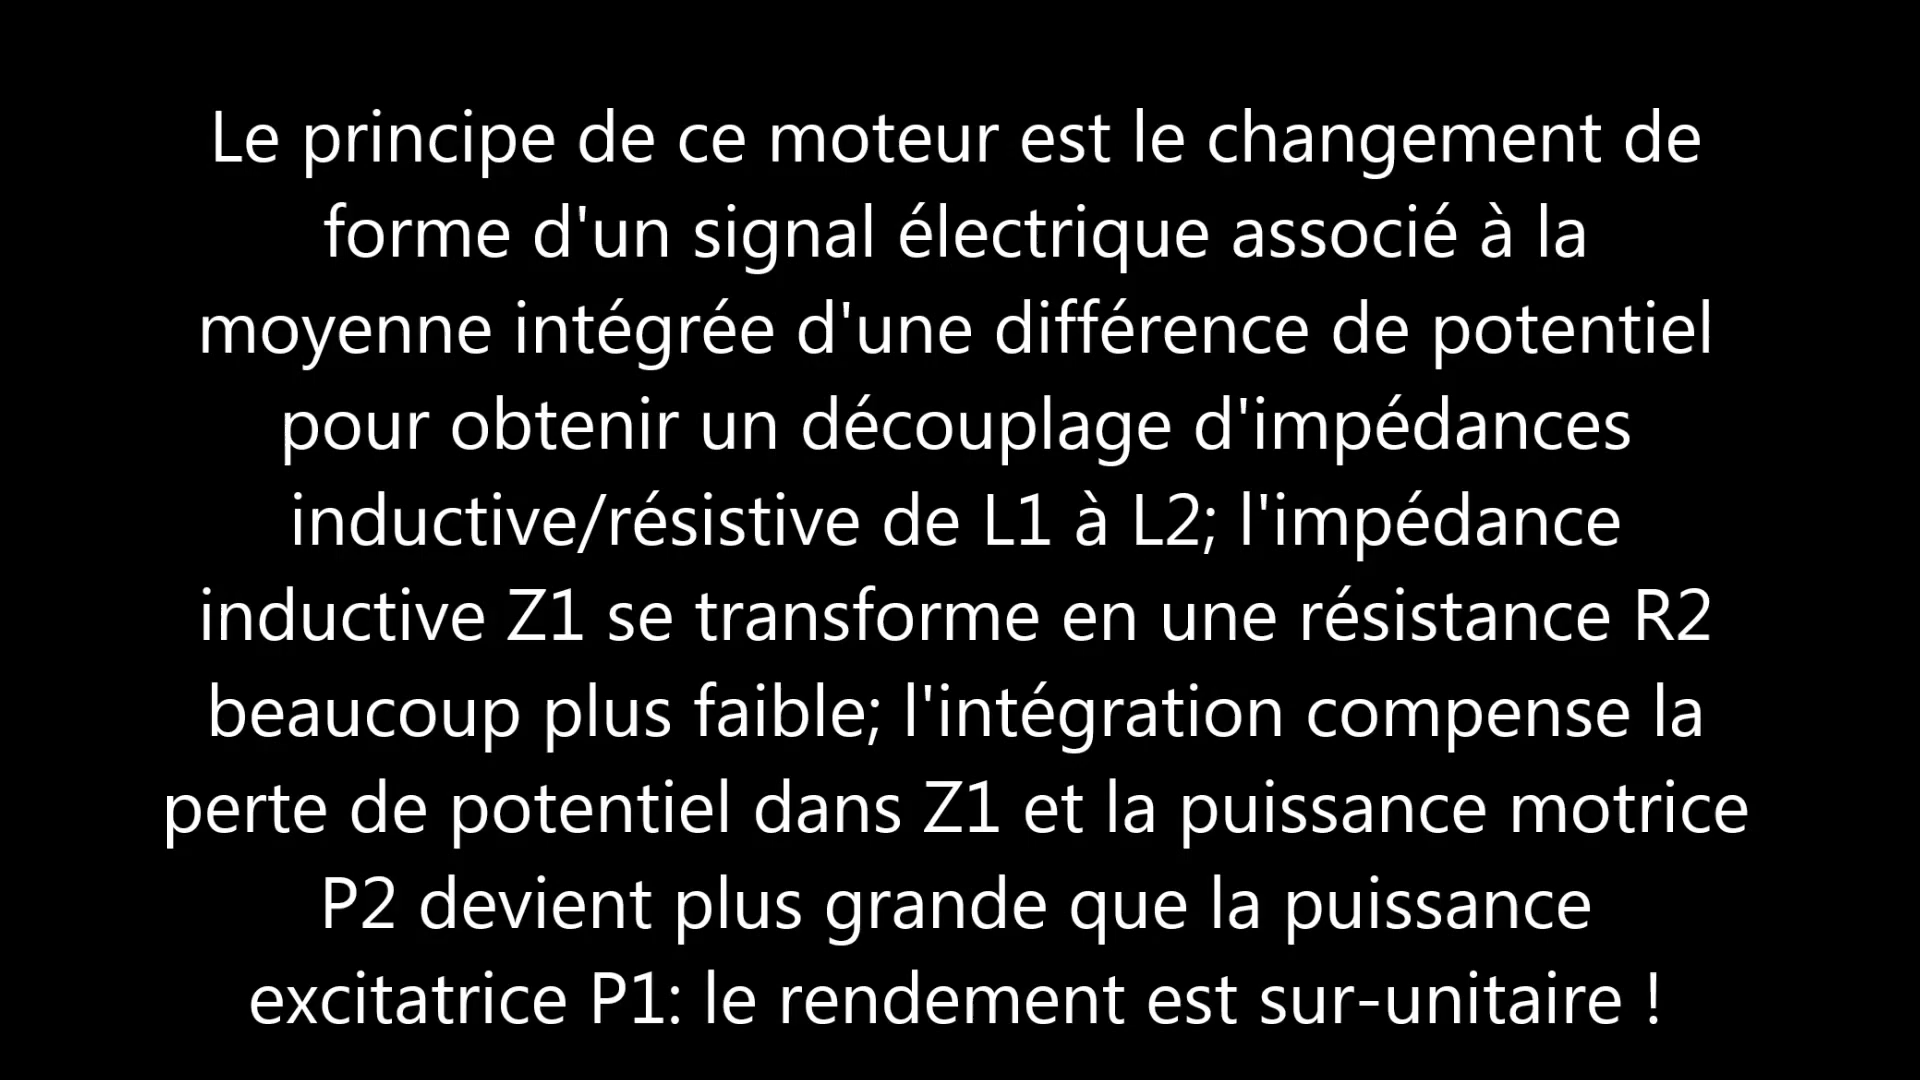 Le principe de ce moteur est le changement de
forme d'un signal électrique associé à la
moyenne intégrée d'une différence de potentiel
pour obtenir un découplage d'impédances
inductive/résistive de L1 à L2; l'impédance
inductive Z1 se transforme en une résistance R2
beaucoup plus faible; l'intégration compense la
perte de potentiel dans Z1 et la puissance motrice
P2 devient plus grande que la puissance
excitatrice P1: le rendement est sur-unitaire !